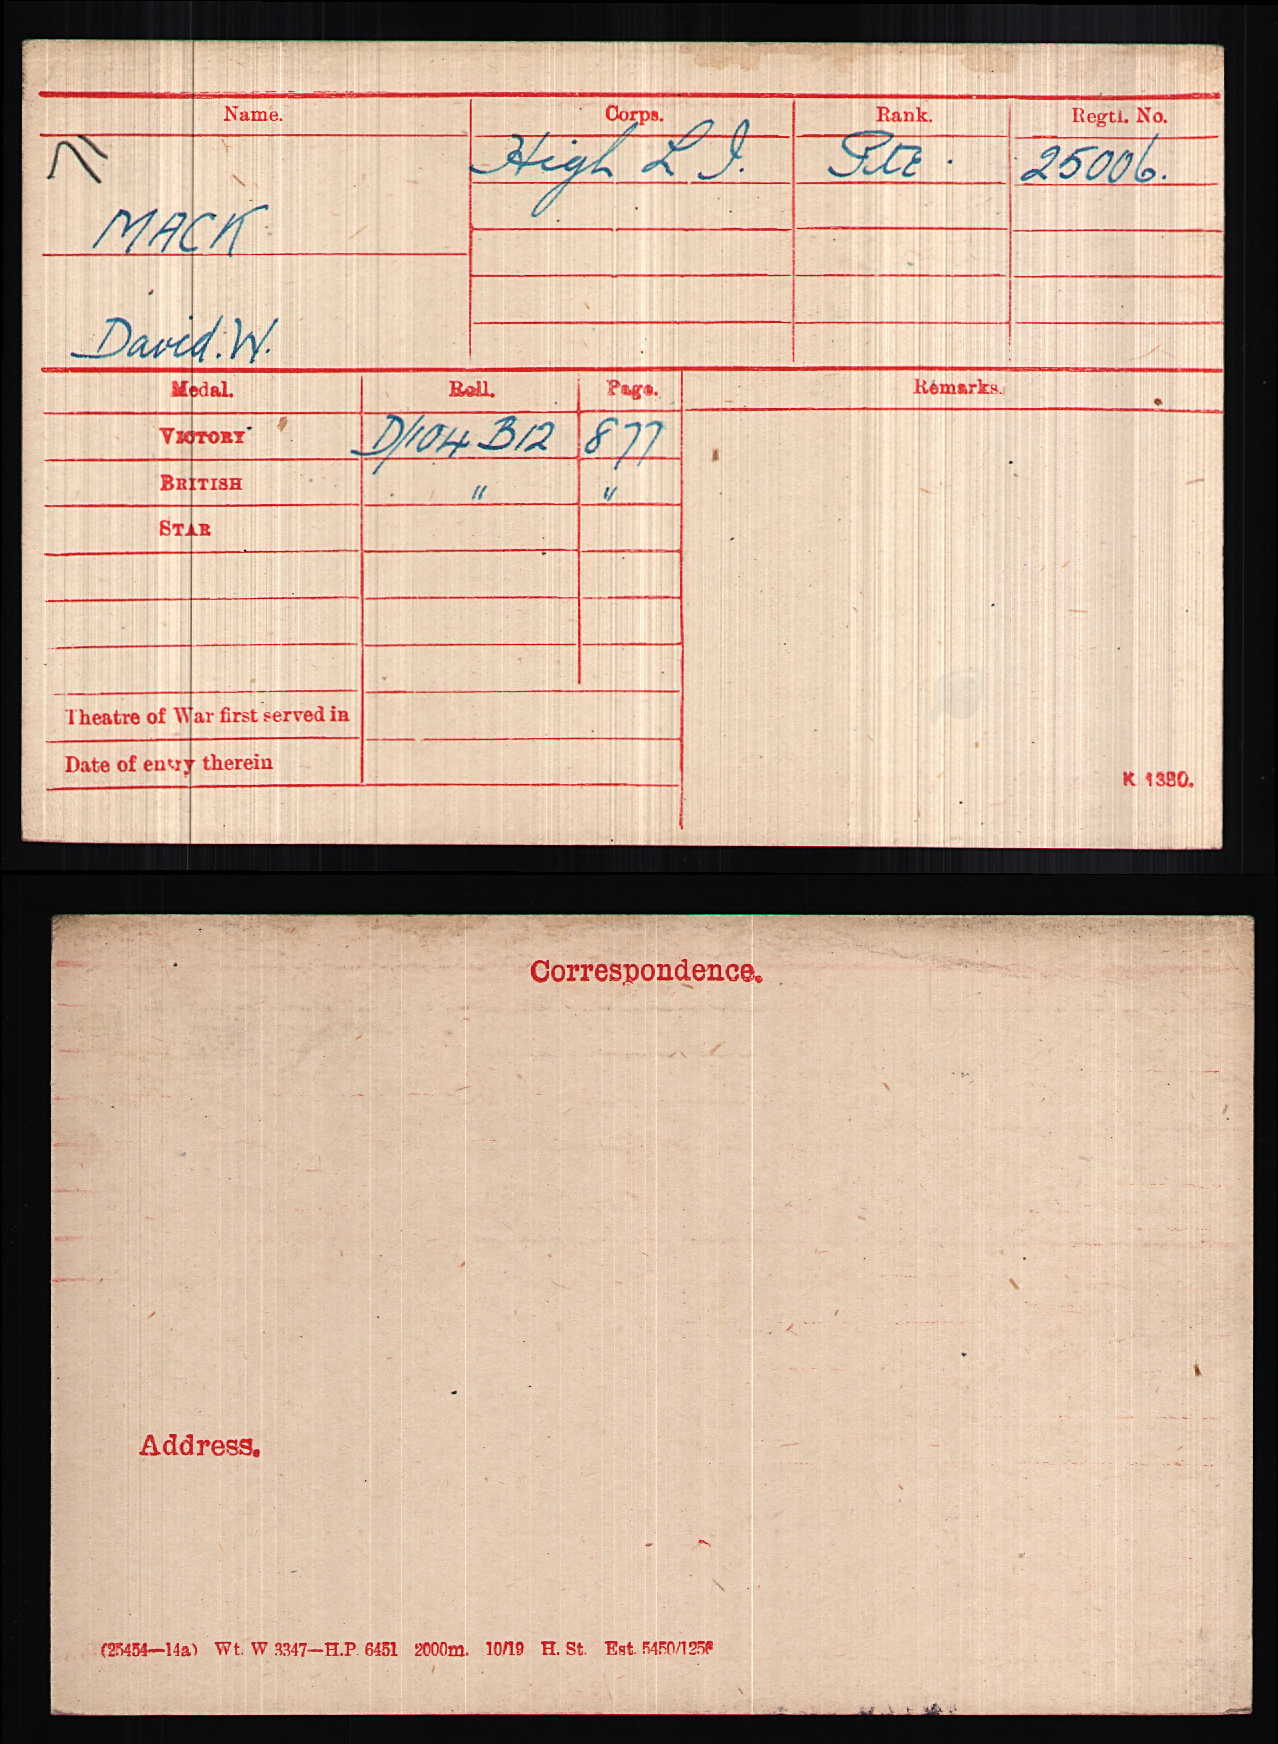 Name. Corps. Rank. Regtl. No.
High L I. Pte. 25006.
MACK
David. W.
Medal. Roll. Page. Remarks.
VICTORY D/104 B12 877
BRITISH " "
STAR
Theatre of War first served in
Date of entry therein
K 1380.
Correspondence.
Address.
(25454—14a) Wt. W 3347—H.P. 6451 2000m. 10/19 H. St. Est.